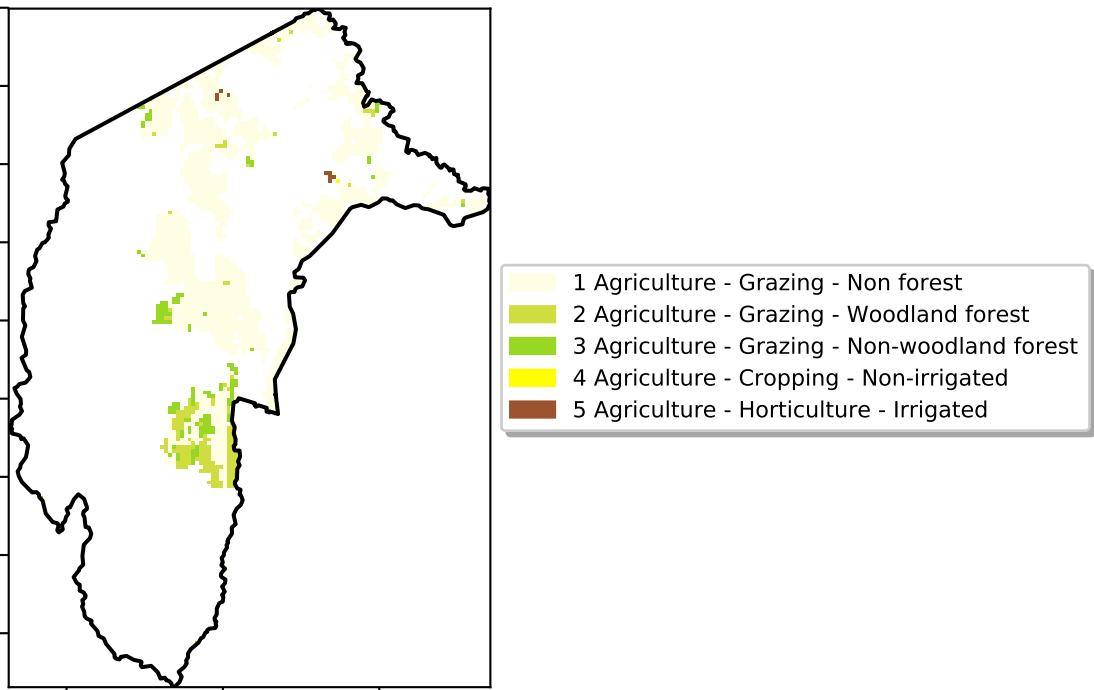 1 Agriculture - Grazing - Non forest
2 Agriculture - Grazing - Woodland forest
3 Agriculture - Grazing - Non-woodland forest
4 Agriculture - Cropping - Non-irrigated
5 Agriculture - Horticulture - Irrigated